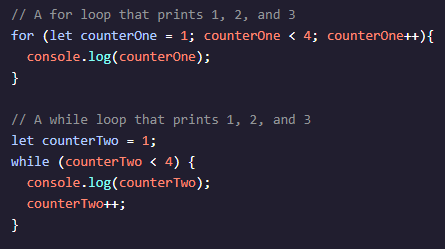 // A for loop that prints 1, 2, and 3
for (let counterOne = 1; counterOne < 4; counterOne++){
  console.log(counterOne);
}

// A while loop that prints 1, 2, and 3
let counterTwo = 1;
while (counterTwo < 4) {
  console.log(counterTwo);
  counterTwo++;
}